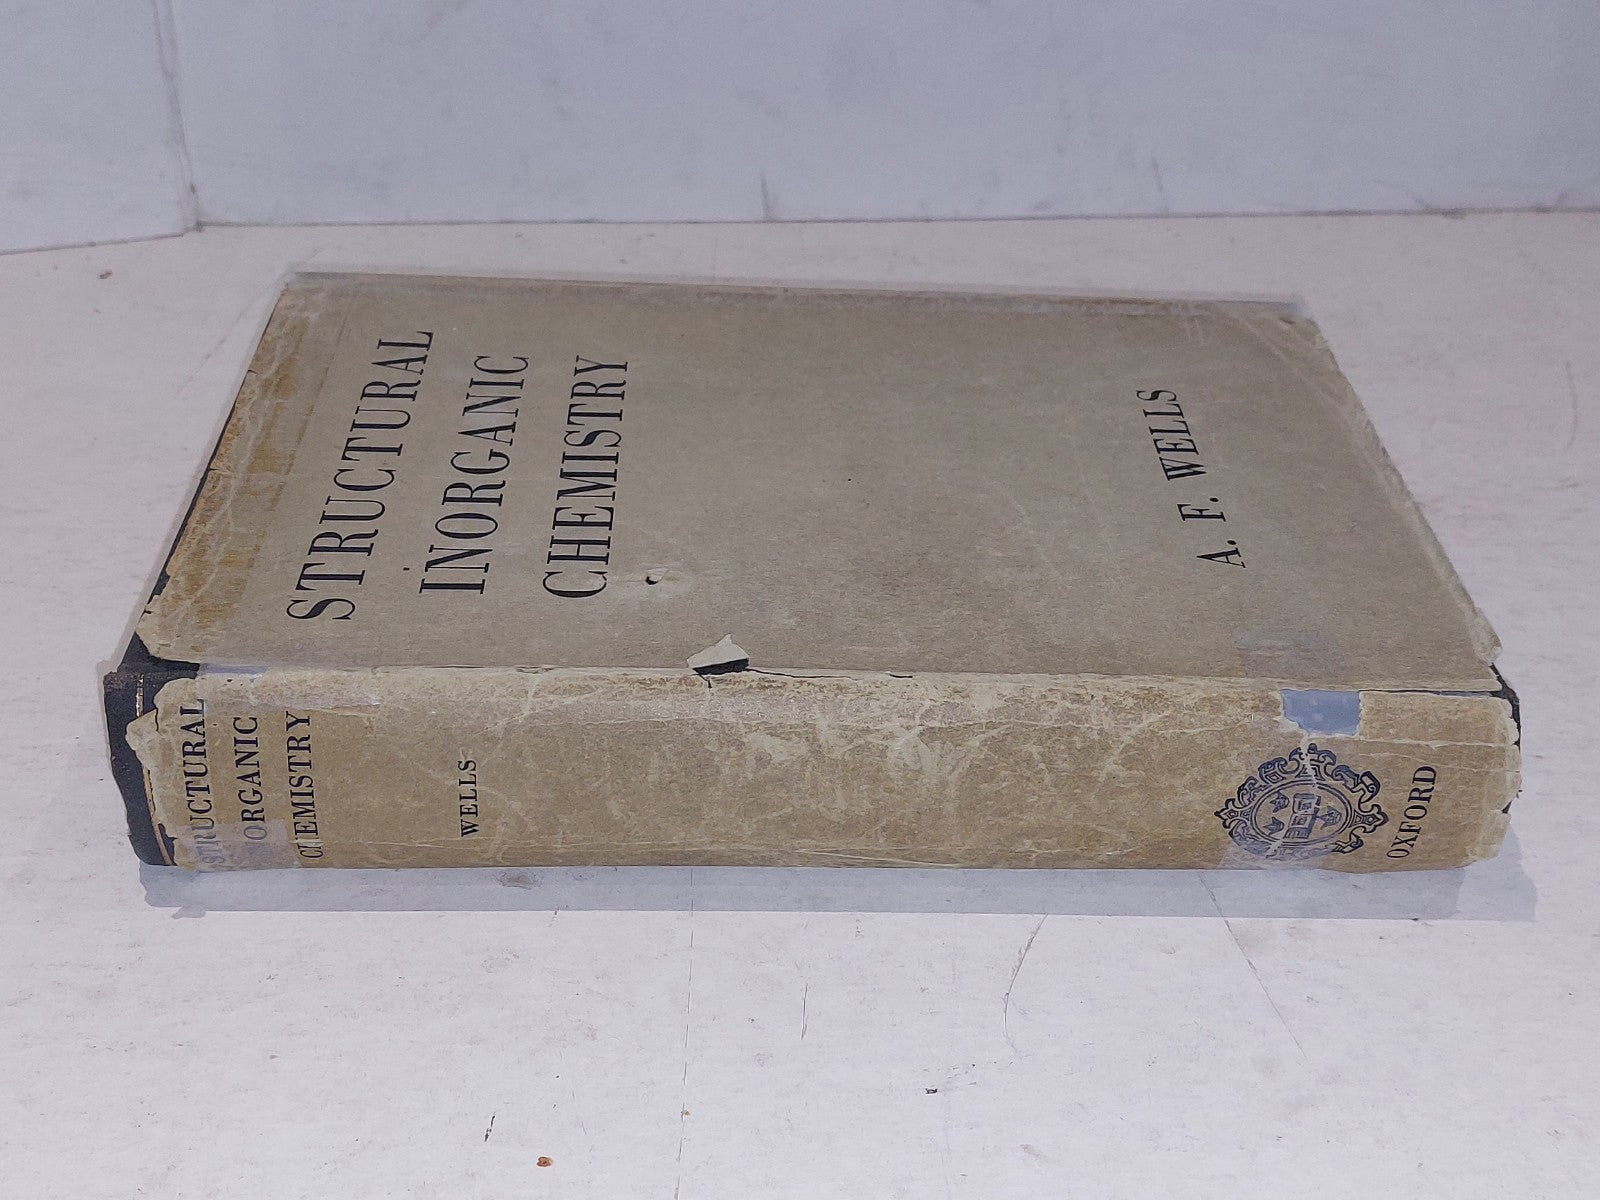 STRUCTURAL
INORGANIC
CHEMISTRY
A. F. WELLS
STRUCTURAL
INORGANIC
CHEMISTRY
WELLS
OXFORD